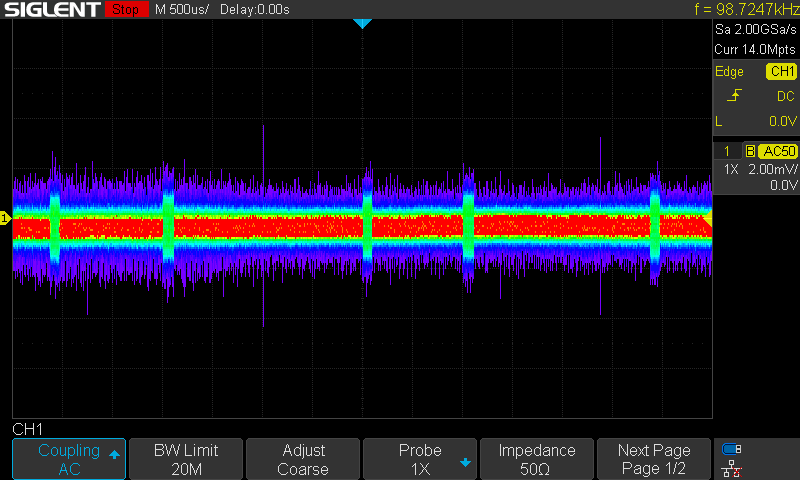 SIGLENT Stop M 500us/ Delay:0.00s f = 98.7247kHz
Sa 2.00GSa/s
Curr 14.0Mpts
Edge CH1
DC
L 0.0V
1 B AC50
1X 2.00mV/
0.0V
1
CH1
Coupling BW Limit Adjust Probe Impedance Next Page
AC 20M Coarse 1X 50Ω Page 1/2